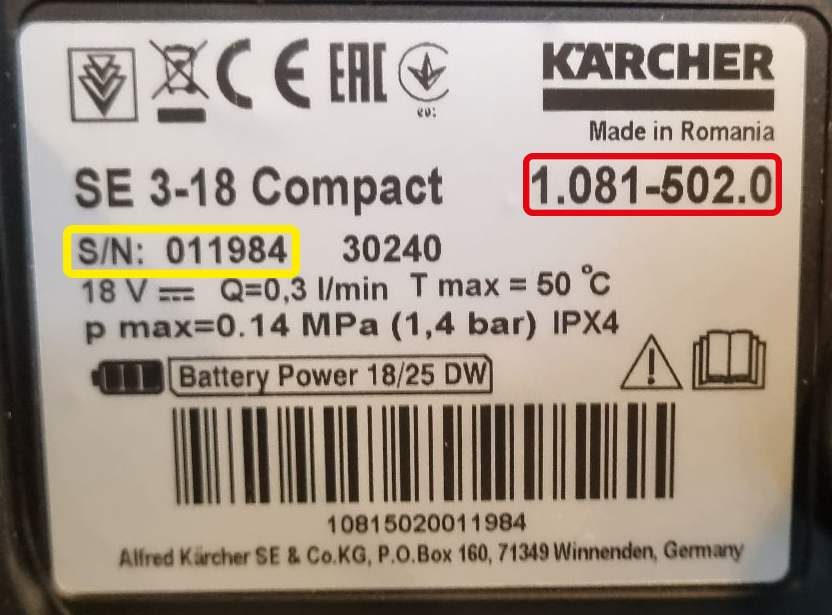 CE EAC
KÄRCHER
Made in Romania
SE 3-18 Compact 1.081-502.0
S/N: 011984 30240
18 V Q=0,3 l/min T max = 50 °C
p max=0.14 MPa (1,4 bar) IPX4
Battery Power 18/25 DW
10815020011984
Alfred Kärcher SE & Co.KG, P.O.Box 160, 71349 Winnenden, Germany